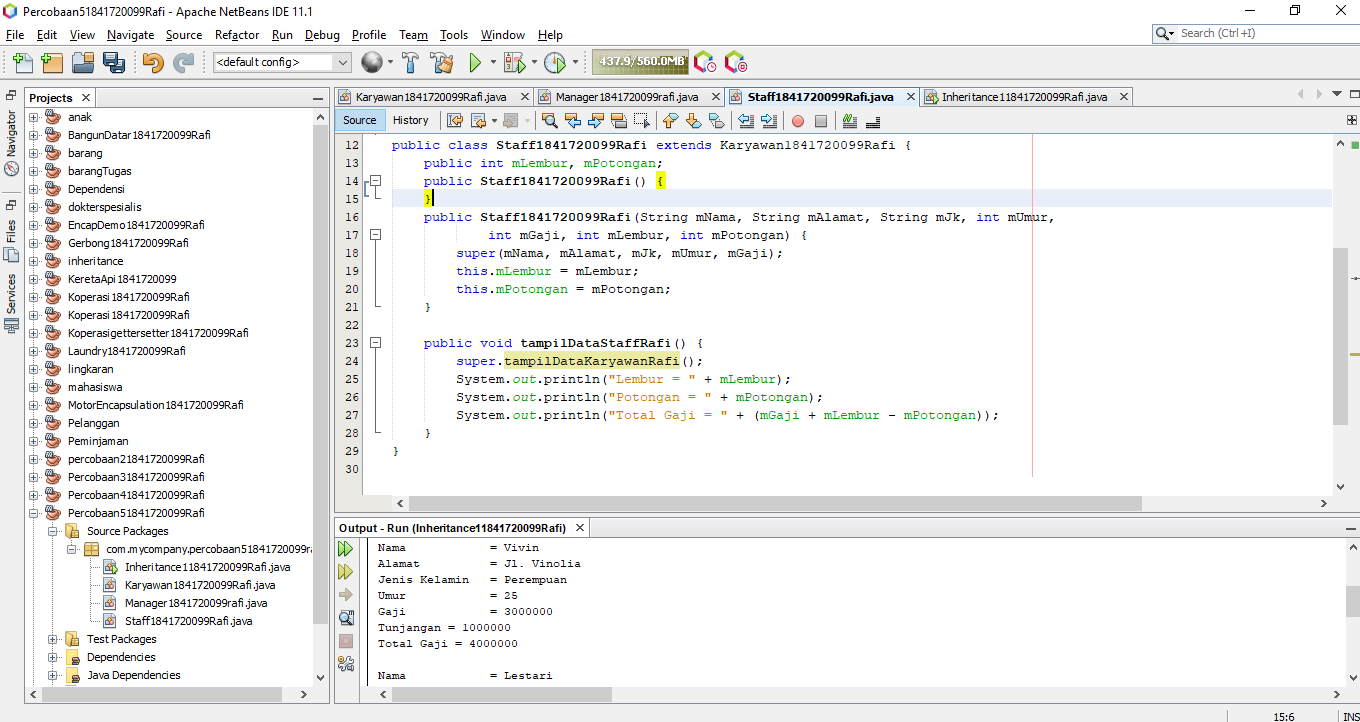 Percobaan51841720099Rafi - Apache NetBeans IDE 11.1
File Edit View Navigate Source Refactor Run Debug Profile Team Tools Window Help
Search (Ctrl+I)
<default config>
437.9/560.0MB
Navigator
Files
Services
Projects
anak
BangunDatar1841720099Rafi
barang
barangTugas
Dependensi
dokterspesialis
EncapDemo1841720099Rafi
Gerbong1841720099Rafi
inheritance
KeretaApi1841720099
Koperasi1841720099Rafi
Koperasi1841720099Rafi
Koperasigettersetter1841720099Rafi
Laundry1841720099Rafi
lingkaran
mahasiswa
MotorEncapsulation1841720099Rafi
Pelanggan
Peminjaman
percobaan21841720099Rafi
Percobaan31841720099Rafi
Percobaan41841720099Rafi
Percobaan51841720099Rafi
Source Packages
com.mycompany.percobaan51841720099r
Inheritance11841720099Rafi.java
Karyawan1841720099Rafi.java
Manager1841720099rafi.java
Staff1841720099Rafi.java
Test Packages
Dependencies
Java Dependencies
Karyawan1841720099Rafi.java Manager1841720099rafi.java Staff1841720099Rafi.java Inheritance11841720099Rafi.java
Source History
12 public class Staff1841720099Rafi extends Karyawan1841720099Rafi {
13 public int mLembur, mPotongan;
14 public Staff1841720099Rafi() {
15 }
16 public Staff1841720099Rafi(String mNama, String mAlamat, String mJk, int mUmur,
17 int mGaji, int mLembur, int mPotongan) {
18 super(mNama, mAlamat, mJk, mUmur, mGaji);
19 this.mLembur = mLembur;
20 this.mPotongan = mPotongan;
21 }
22
23 public void tampilDataStaffRafi() {
24 super.tampilDataKaryawanRafi();
25 System.out.println("Lembur = " + mLembur);
26 System.out.println("Potongan = " + mPotongan);
27 System.out.println("Total Gaji = " + (mGaji + mLembur - mPotongan));
28 }
29 }
30
Output - Run (Inheritance11841720099Rafi)
Nama = Vivin
Alamat = Jl. Vinolia
Jenis Kelamin = Perempuan
Umur = 25
Gaji = 3000000
Tunjangan = 1000000
Total Gaji = 4000000
Nama = Lestari
15:6 INS